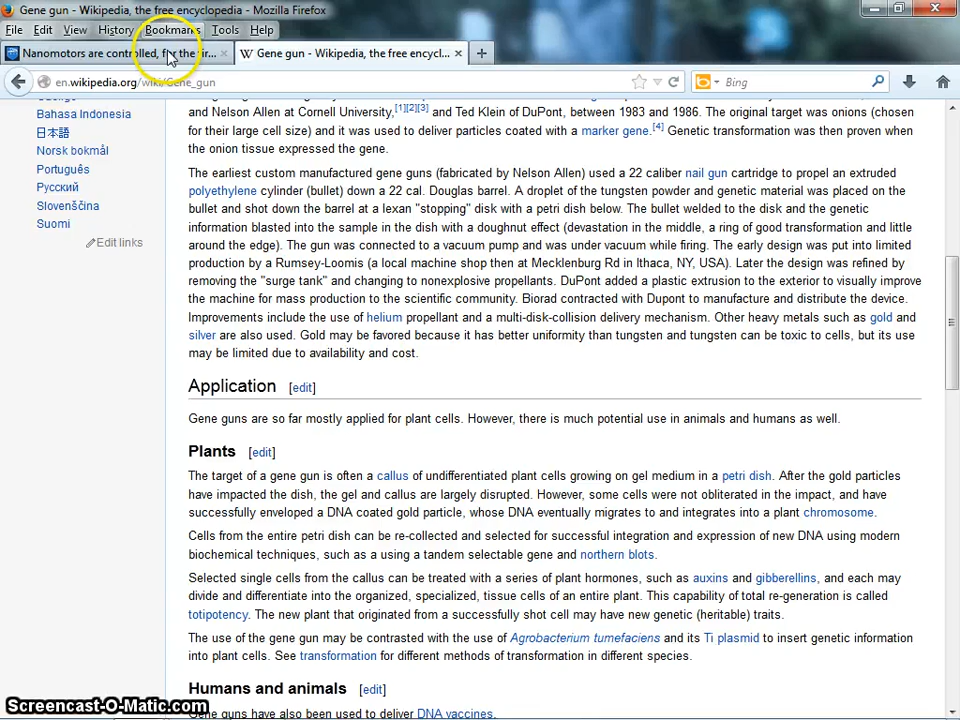 Gene gun - Wikipedia, the free encyclopedia - Mozilla Firefox
File Edit View History Bookmarks Tools Help
Nanomotors are controlled, for the fir... × W Gene gun - Wikipedia, the free encycl... × +
en.wikipedia.org/wiki/Gene_gun Bing
Bahasa Indonesia
日本語
Norsk bokmål
Português
Русский
Slovenščina
Suomi
Edit links
and Nelson Allen at Cornell University,[1][2][3] and Ted Klein of DuPont, between 1983 and 1986. The original target was onions (chosen
for their large cell size) and it was used to deliver particles coated with a marker gene.[4] Genetic transformation was then proven when
the onion tissue expressed the gene.
The earliest custom manufactured gene guns (fabricated by Nelson Allen) used a 22 caliber nail gun cartridge to propel an extruded
polyethylene cylinder (bullet) down a 22 cal. Douglas barrel. A droplet of the tungsten powder and genetic material was placed on the
bullet and shot down the barrel at a lexan "stopping" disk with a petri dish below. The bullet welded to the disk and the genetic
information blasted into the sample in the dish with a doughnut effect (devastation in the middle, a ring of good transformation and little
around the edge). The gun was connected to a vacuum pump and was under vacuum while firing. The early design was put into limited
production by a Rumsey-Loomis (a local machine shop then at Mecklenburg Rd in Ithaca, NY, USA). Later the design was refined by
removing the "surge tank" and changing to nonexplosive propellants. DuPont added a plastic extrusion to the exterior to visually improve
the machine for mass production to the scientific community. Biorad contracted with Dupont to manufacture and distribute the device.
Improvements include the use of helium propellant and a multi-disk-collision delivery mechanism. Other heavy metals such as gold and
silver are also used. Gold may be favored because it has better uniformity than tungsten and tungsten can be toxic to cells, but its use
may be limited due to availability and cost.
Application [edit]
Gene guns are so far mostly applied for plant cells. However, there is much potential use in animals and humans as well.
Plants [edit]
The target of a gene gun is often a callus of undifferentiated plant cells growing on gel medium in a petri dish. After the gold particles
have impacted the dish, the gel and callus are largely disrupted. However, some cells were not obliterated in the impact, and have
successfully enveloped a DNA coated gold particle, whose DNA eventually migrates to and integrates into a plant chromosome.
Cells from the entire petri dish can be re-collected and selected for successful integration and expression of new DNA using modern
biochemical techniques, such as a using a tandem selectable gene and northern blots.
Selected single cells from the callus can be treated with a series of plant hormones, such as auxins and gibberellins, and each may
divide and differentiate into the organized, specialized, tissue cells of an entire plant. This capability of total re-generation is called
totipotency. The new plant that originated from a successfully shot cell may have new genetic (heritable) traits.
The use of the gene gun may be contrasted with the use of Agrobacterium tumefaciens and its Ti plasmid to insert genetic information
into plant cells. See transformation for different methods of transformation in different species.
Humans and animals [edit]
Gene guns have also been used to deliver DNA vaccines.
Screencast-O-Matic.com